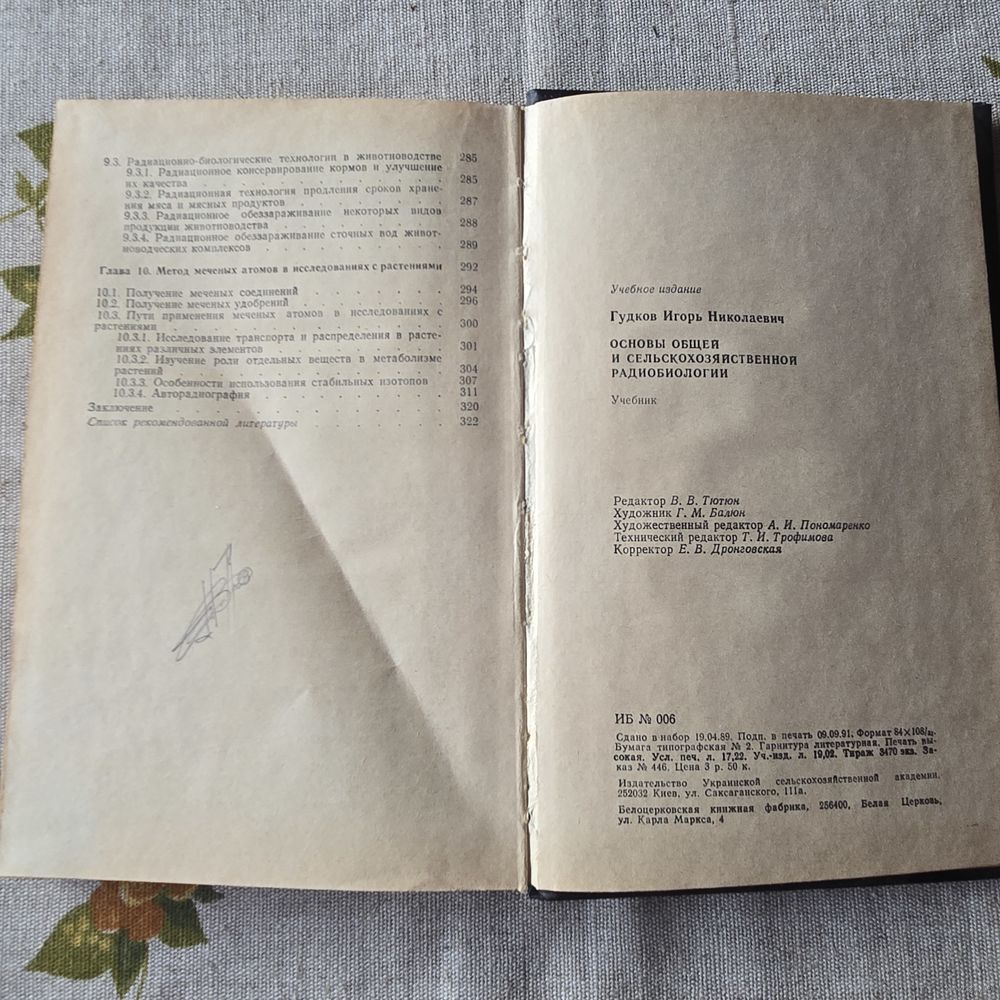 9.3. Радиационно-биологические технологии в животноводстве 285
9.3.1. Радиационное консервирование кормов и улучшение
их качества . . . . . . . . . . . . 285
9.3.2. Радиационная технология продления сроков хране-
ния мяса и мясных продуктов . . . . . . . . 287
9.3.3. Радиационное обеззараживание некоторых видов
продукции животноводства . . . . . . . . . 288
9.3.4. Радиационное обеззараживание сточных вод живот-
новодческих комплексов . . . . . . . . . 289
Глава 10. Метод меченых атомов в исследованиях с растениями 292
10.1. Получение меченых соединений . . . . . . . 294
10.2. Получение меченых удобрений . . . . . . . 296
10.3. Пути применения меченых атомов в исследованиях с
растениями . . . . . . . . . . . . . 300
10.3.1. Исследование транспорта и распределения в расте-
ниях различных элементов . . . . . . . . 301
10.3.2. Изучение роли отдельных веществ в метаболизме
растений . . . . . . . . . . . . . 304
10.3.3. Особенности использования стабильных изотопов 307
10.3.4. Авторадиография . . . . . . . . . 311
Заключение . . . . . . . . . . . . . 320
Список рекомендованной литературы . . . . . . 322
Учебное издание
Гудков Игорь Николаевич
ОСНОВЫ ОБЩЕЙ
И СЕЛЬСКОХОЗЯЙСТВЕННОЙ
РАДИОБИОЛОГИИ
Учебник
Редактор В. В. Тютюн
Художник Г. М. Балюн
Художественный редактор А. И. Пономаренко
Технический редактор Т. И. Трофимова
Корректор Е. В. Дронговская
ИБ № 006
Сдано в набор 19.04.89. Подп. в печать 09.09.91. Формат 84×108/32.
Бумага типографская № 2. Гарнитура литературная. Печать вы-
сокая. Усл. печ. л. 17,22. Уч.-изд. л. 19,02. Тираж 3470 экз. За-
каз № 446. Цена 3 р. 50 к.
Издательство Украинской сельскохозяйственной академии.
252032 Киев, ул. Саксаганского, 111а.
Белоцерковская книжная фабрика, 256400, Белая Церковь,
ул. Карла Маркса, 4